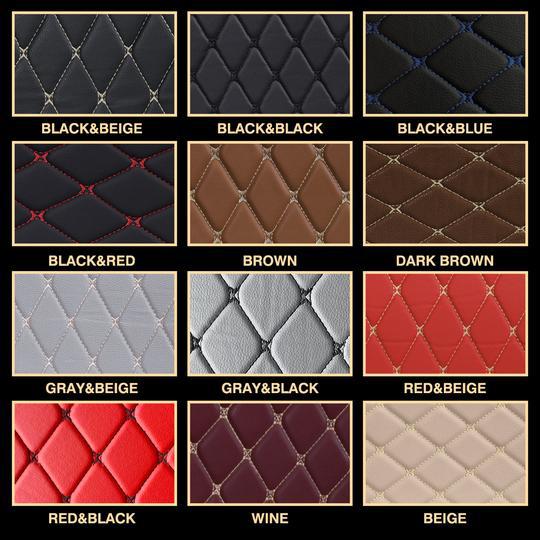 BLACK&BEIGE
BLACK&BLACK
BLACK&BLUE
BLACK&RED
BROWN
DARK BROWN
GRAY&BEIGE
GRAY&BLACK
RED&BEIGE
RED&BLACK
WINE
BEIGE